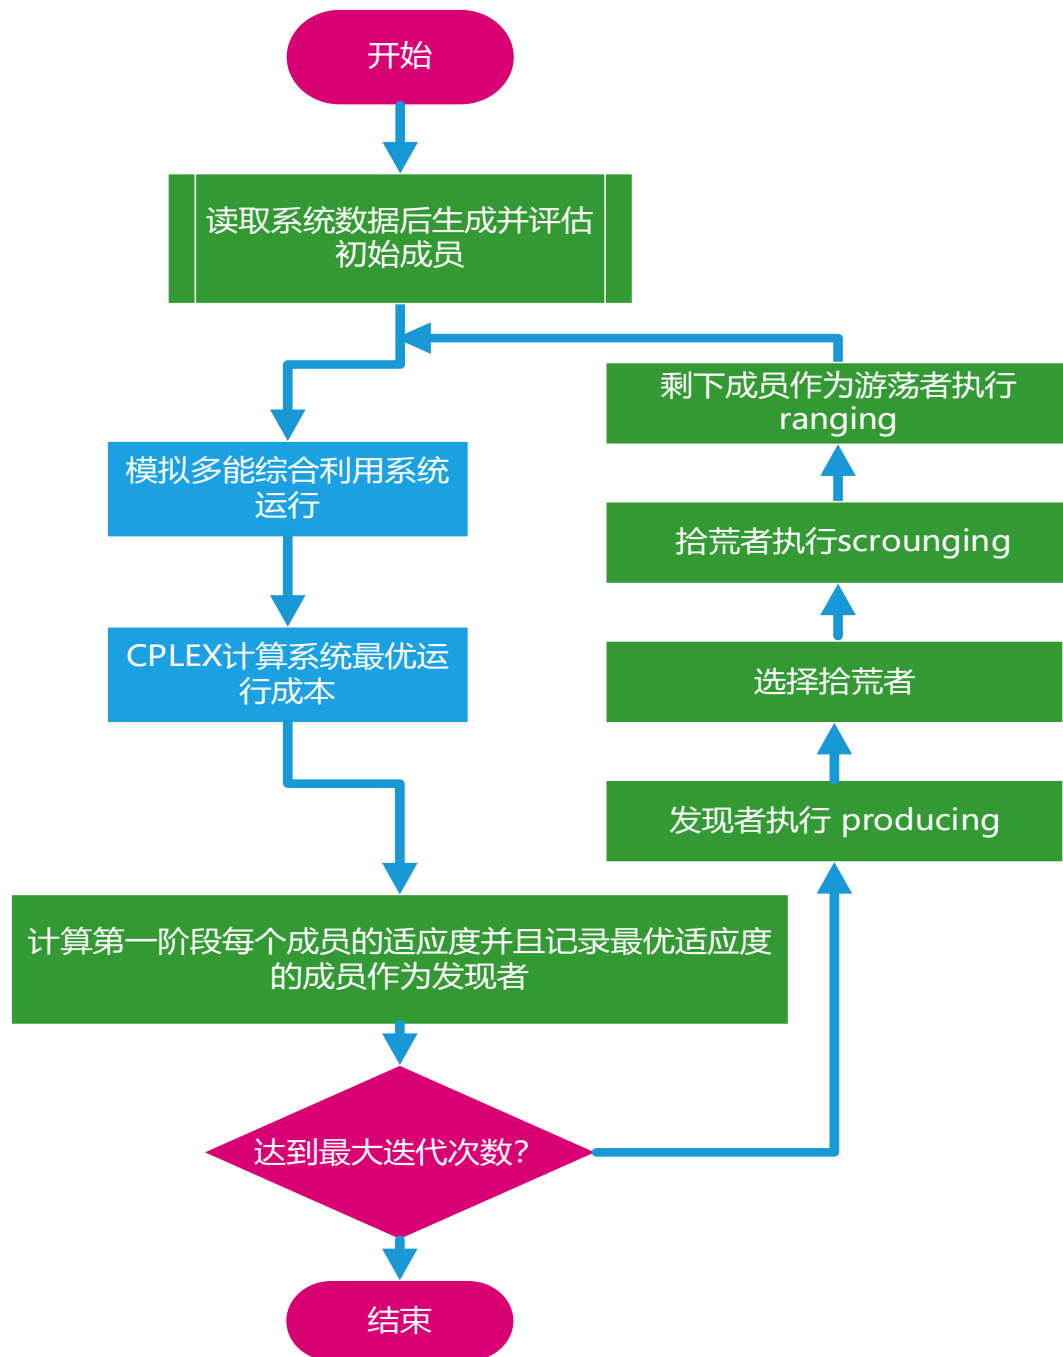 开始
读取系统数据后生成并评估
初始成员
模拟多能综合利用系统
运行
CPLEX计算系统最优运
行成本
计算第一阶段每个成员的适应度并且记录最优适应度
的成员作为发现者
达到最大迭代次数?
结束
发现者执行 producing
选择拾荒者
拾荒者执行scrounging
剩下成员作为游荡者执行
ranging